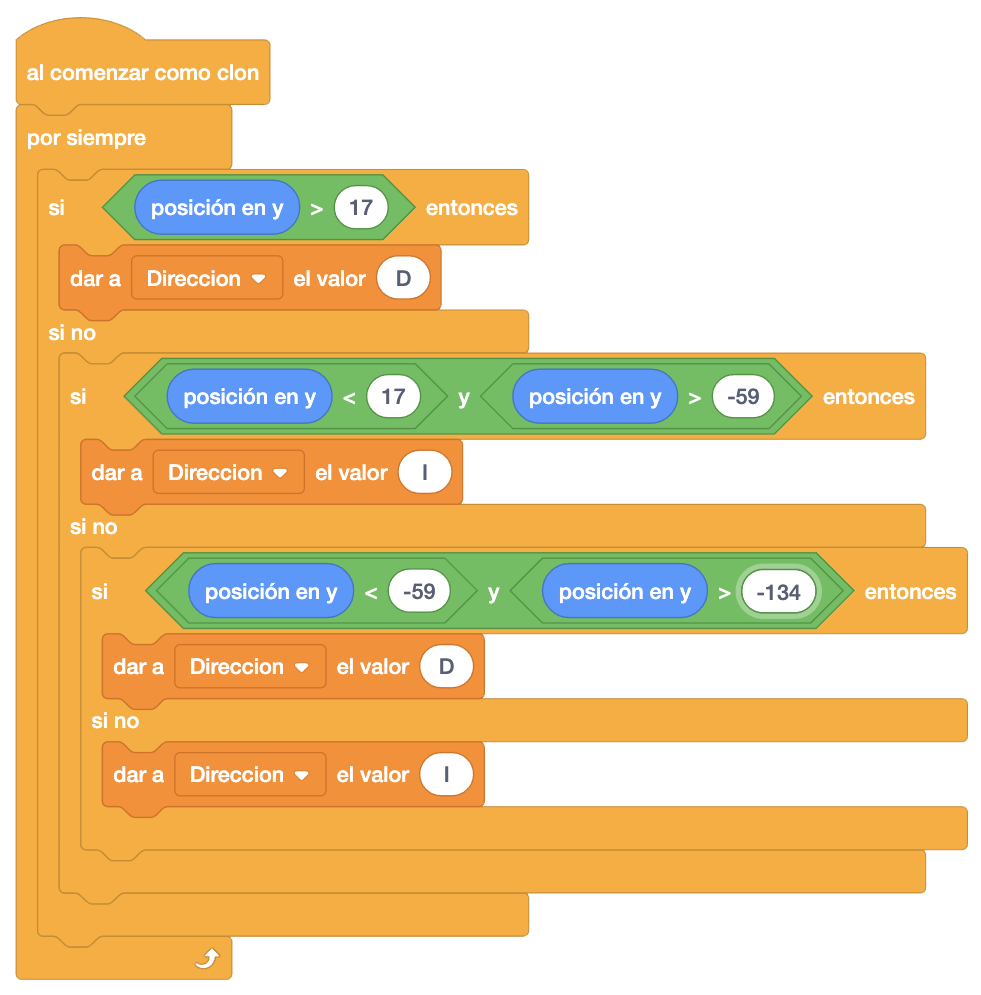 al comenzar como clon
por siempre
si posición en y > 17 entonces
dar a Direccion el valor D
si no
si posición en y < 17 y posición en y > -59 entonces
dar a Direccion el valor I
si no
si posición en y < -59 y posición en y > -134 entonces
dar a Direccion el valor D
si no
dar a Direccion el valor I